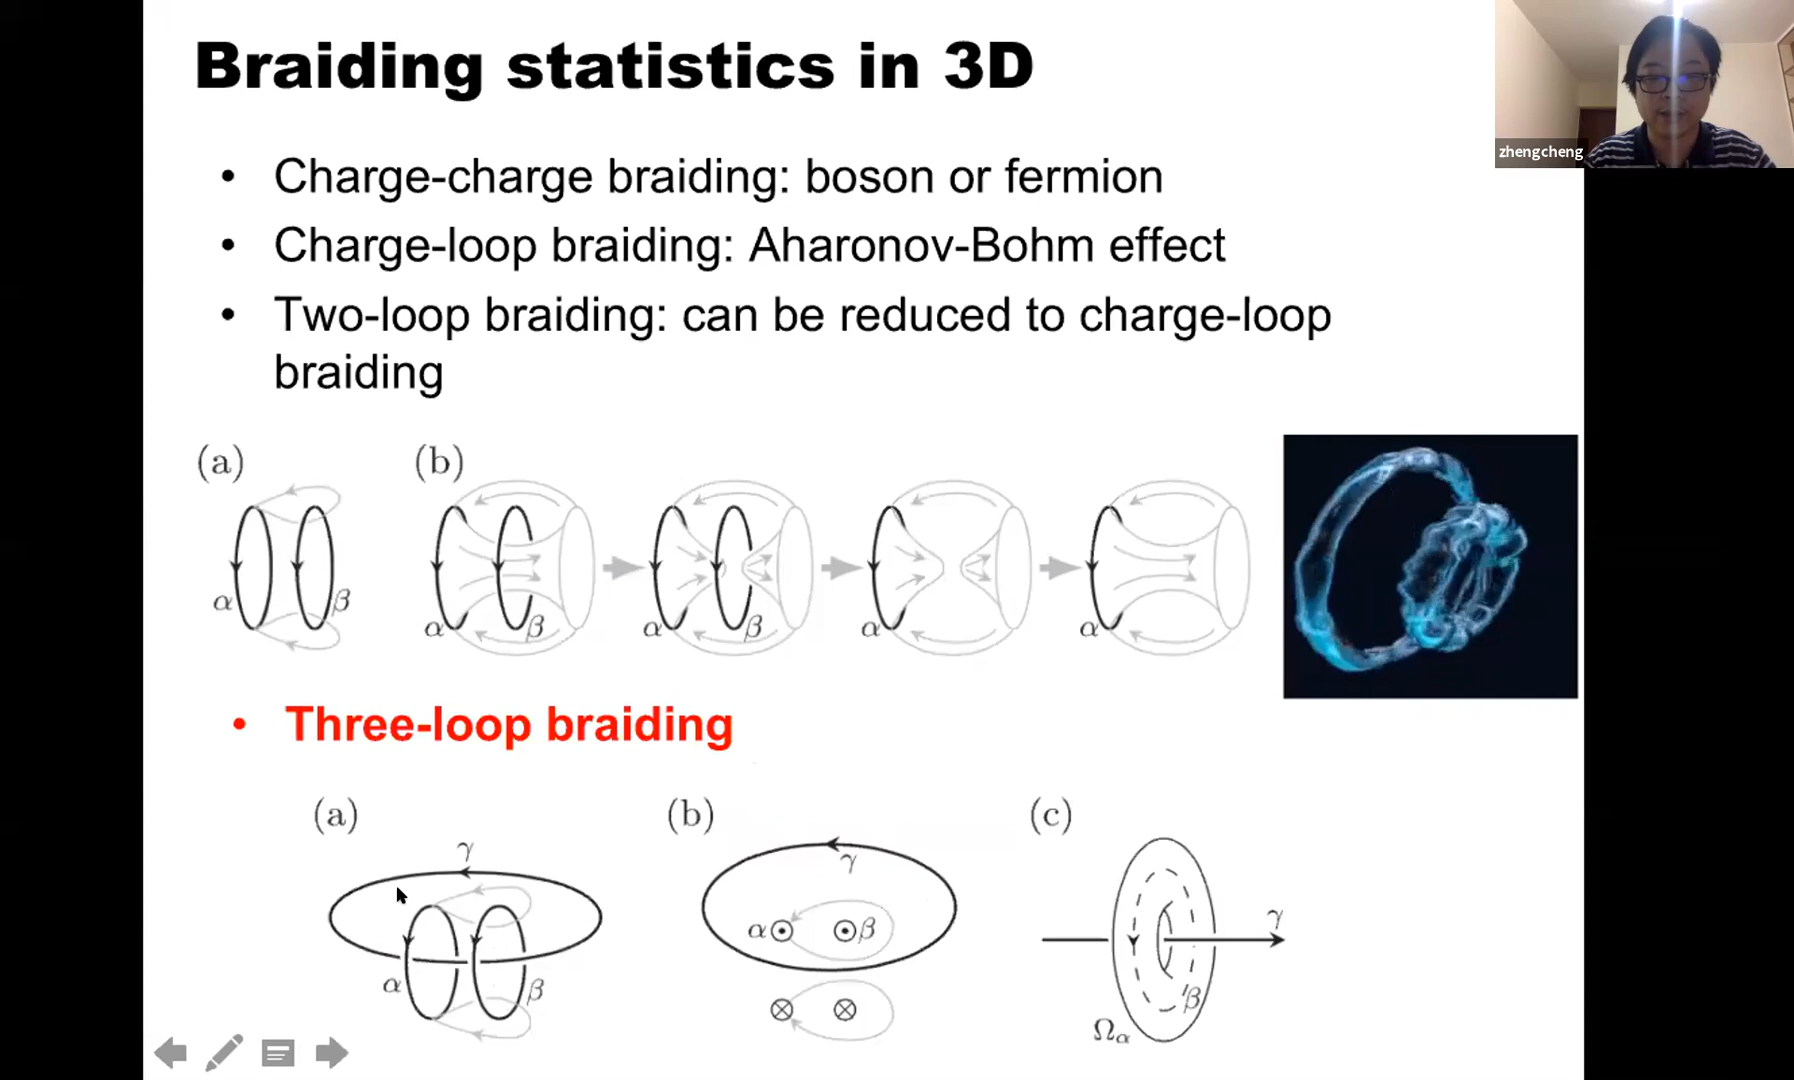 Braiding statistics in 3D
zhengcheng
• Charge-charge braiding: boson or fermion
• Charge-loop braiding: Aharonov-Bohm effect
• Two-loop braiding: can be reduced to charge-loop
braiding
(a) (b)
α β α β α β α α
• Three-loop braiding
(a) (b) (c)
γ γ γ
α β α β β
Ωα